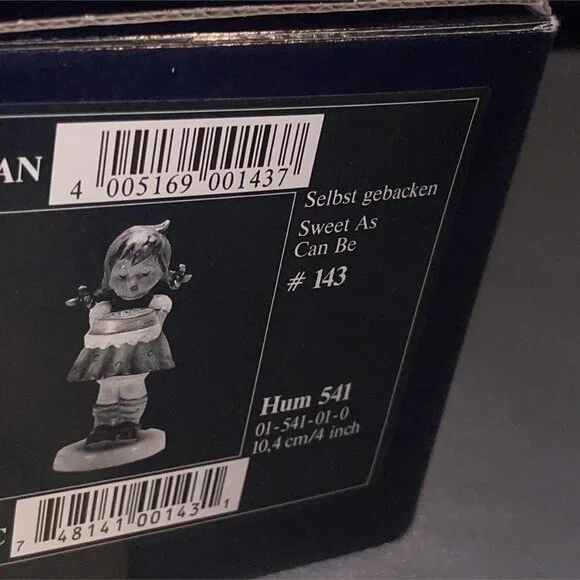 AN
4 005169 001437
Selbst gebacken
Sweet As
Can Be
# 143
Hum 541
01-541-01-0
10,4 cm/4 inch
C
7 48141 00143 1